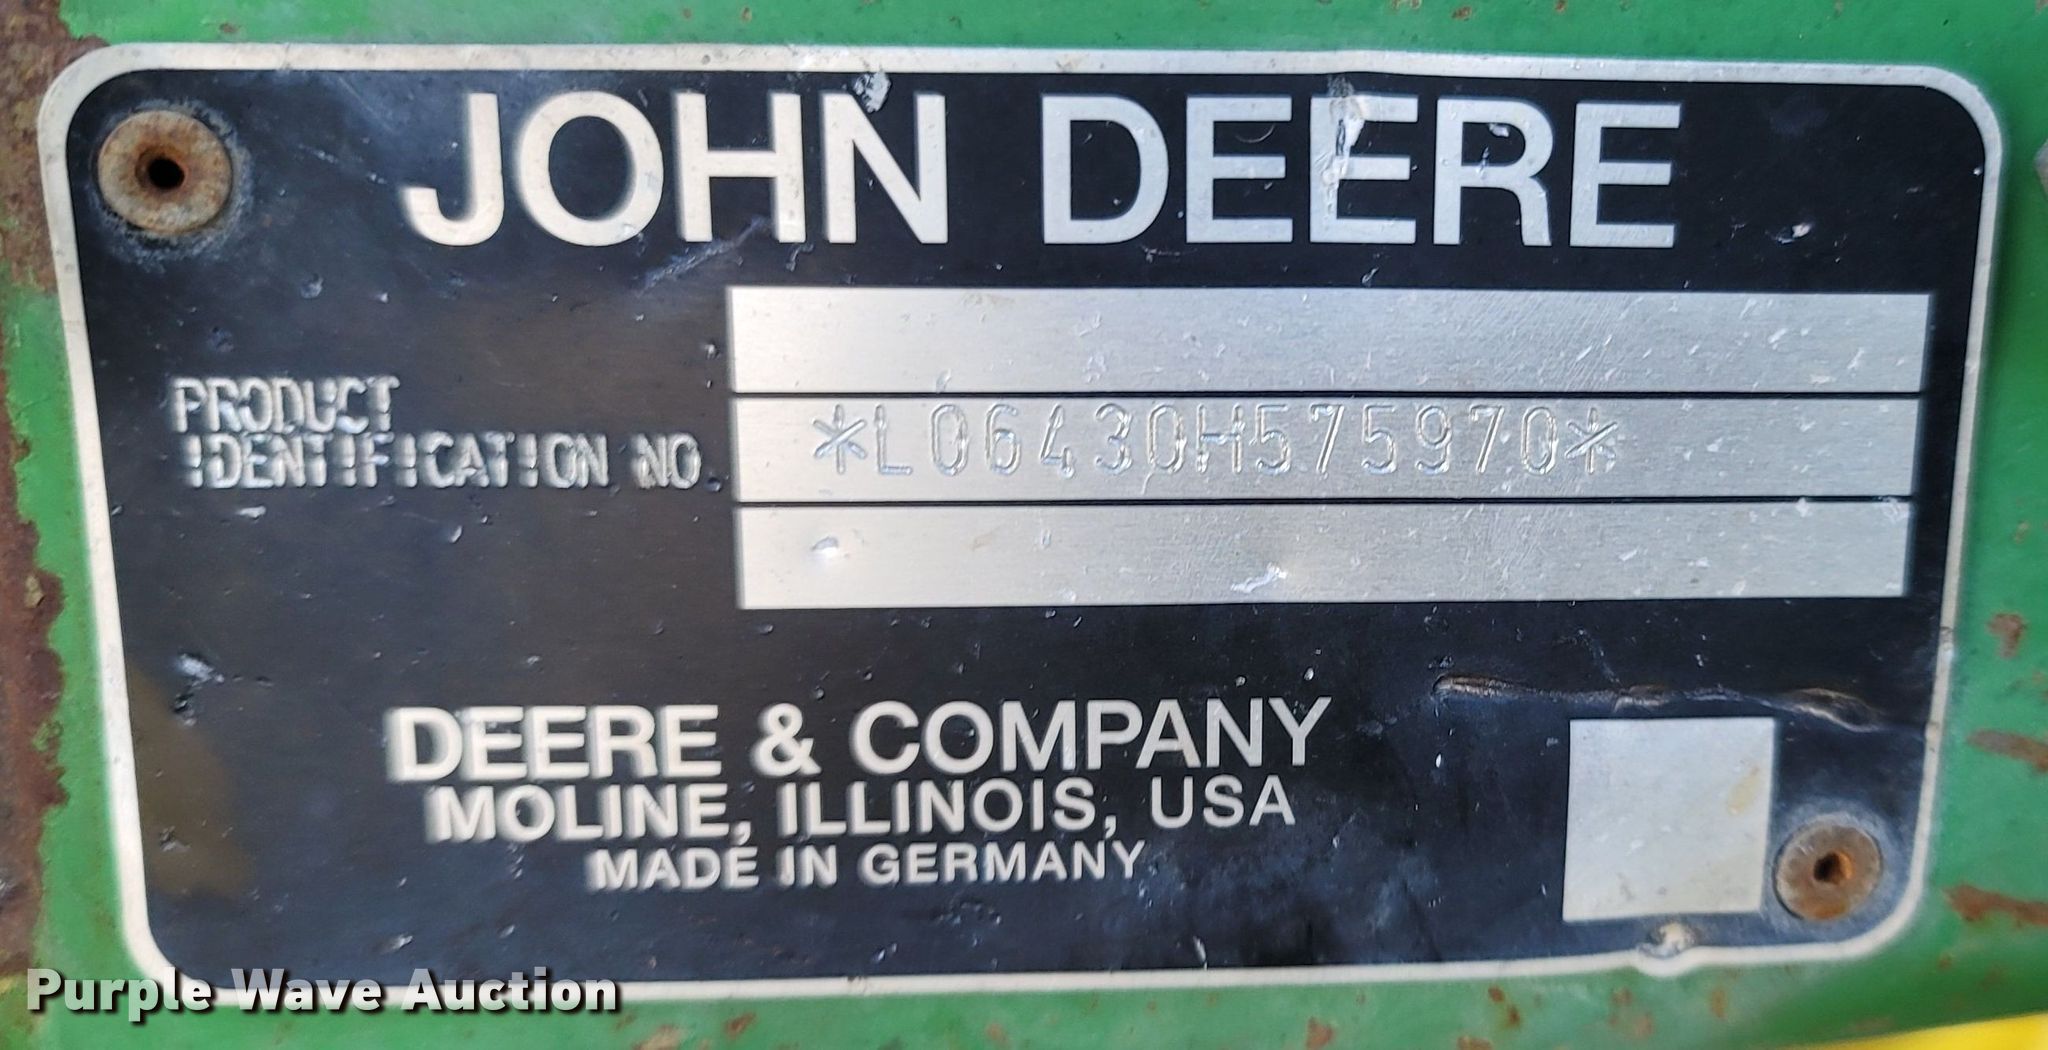 JOHN DEERE
PRODUCT
IDENTIFICATION NO
*L06430H575970*
DEERE & COMPANY
MOLINE, ILLINOIS, USA
MADE IN GERMANY
Purple Wave Auction